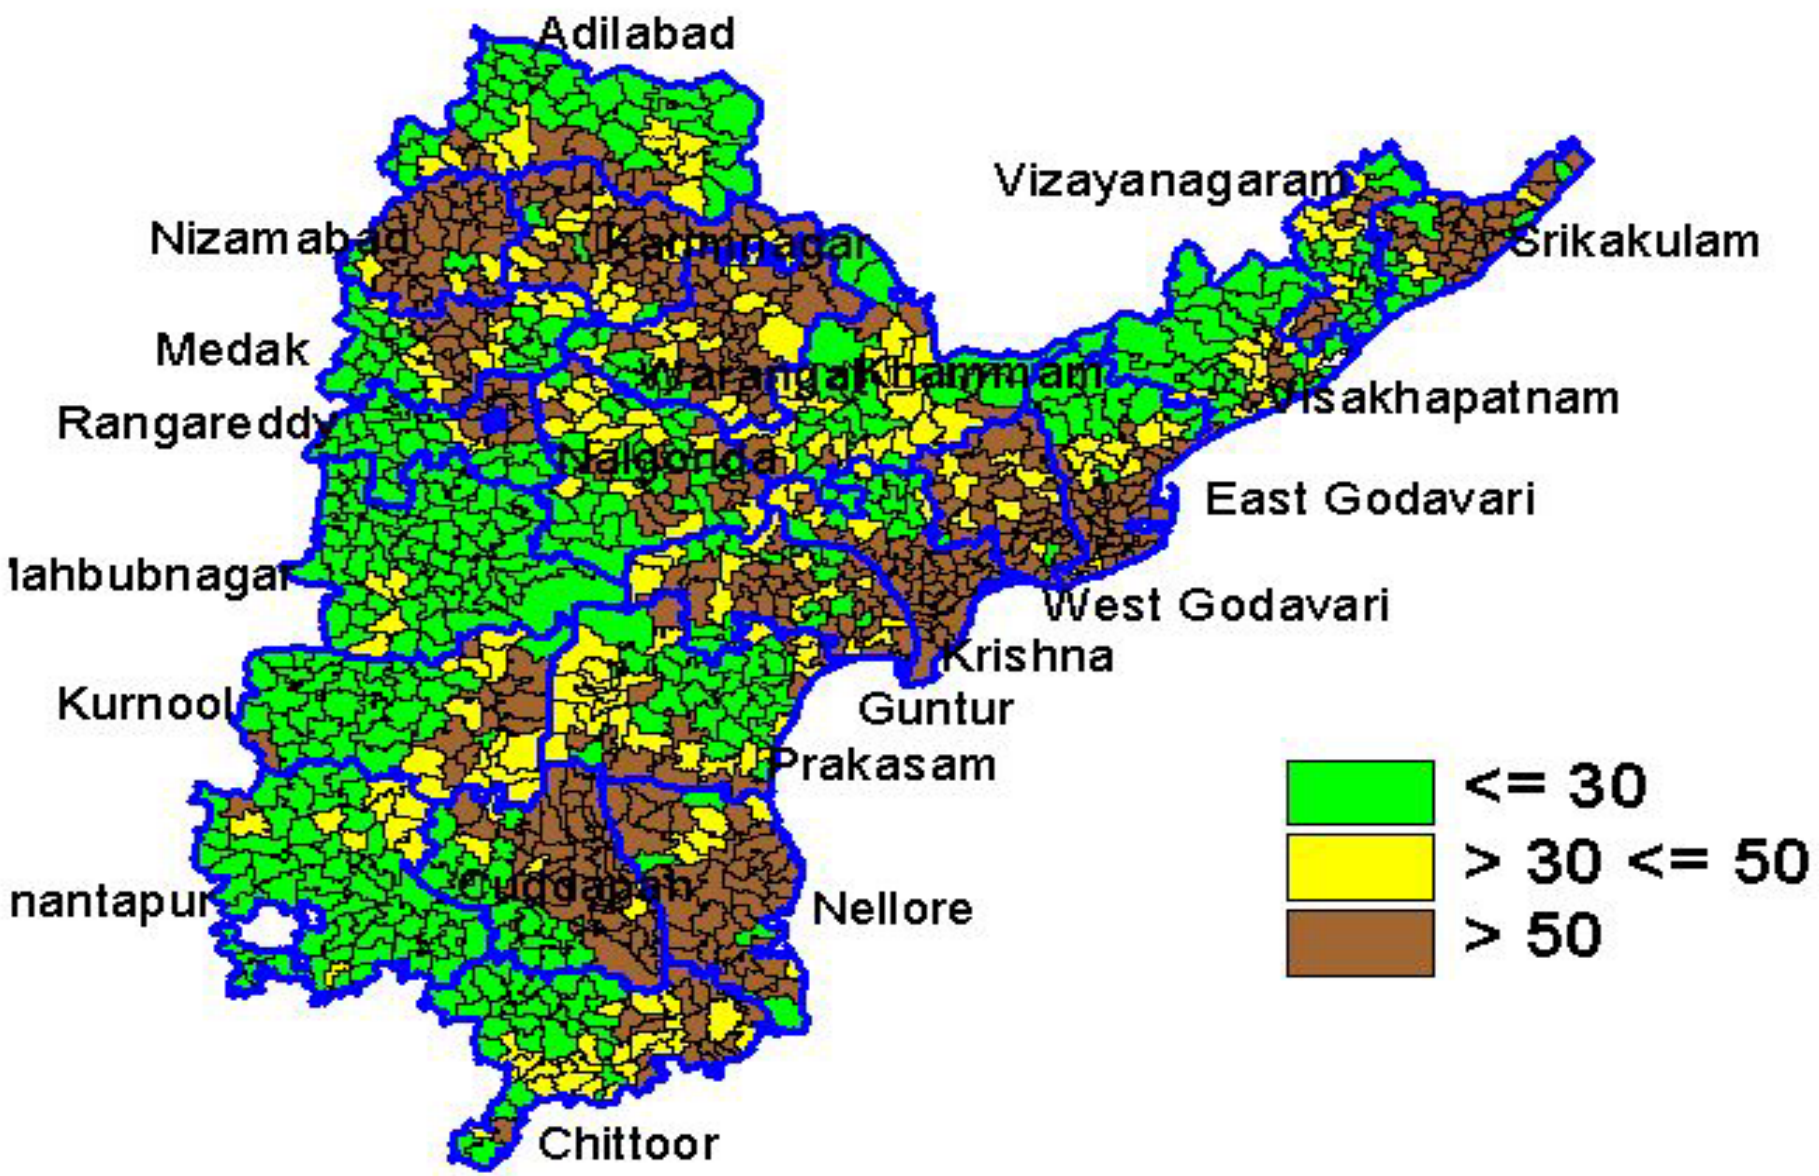 Adilabad
Vizayanagaram
Nizamabad
Karimnagar
Srikakulam
Medak
Warangal
Khammam
Visakhapatnam
Rangareddy
Nalgonda
East Godavari
Mahbubnagar
West Godavari
Krishna
Kurnool
Guntur
Prakasam
<= 30
> 30 <= 50
Cuddapah
nantapur
Nellore
> 50
Chittoor